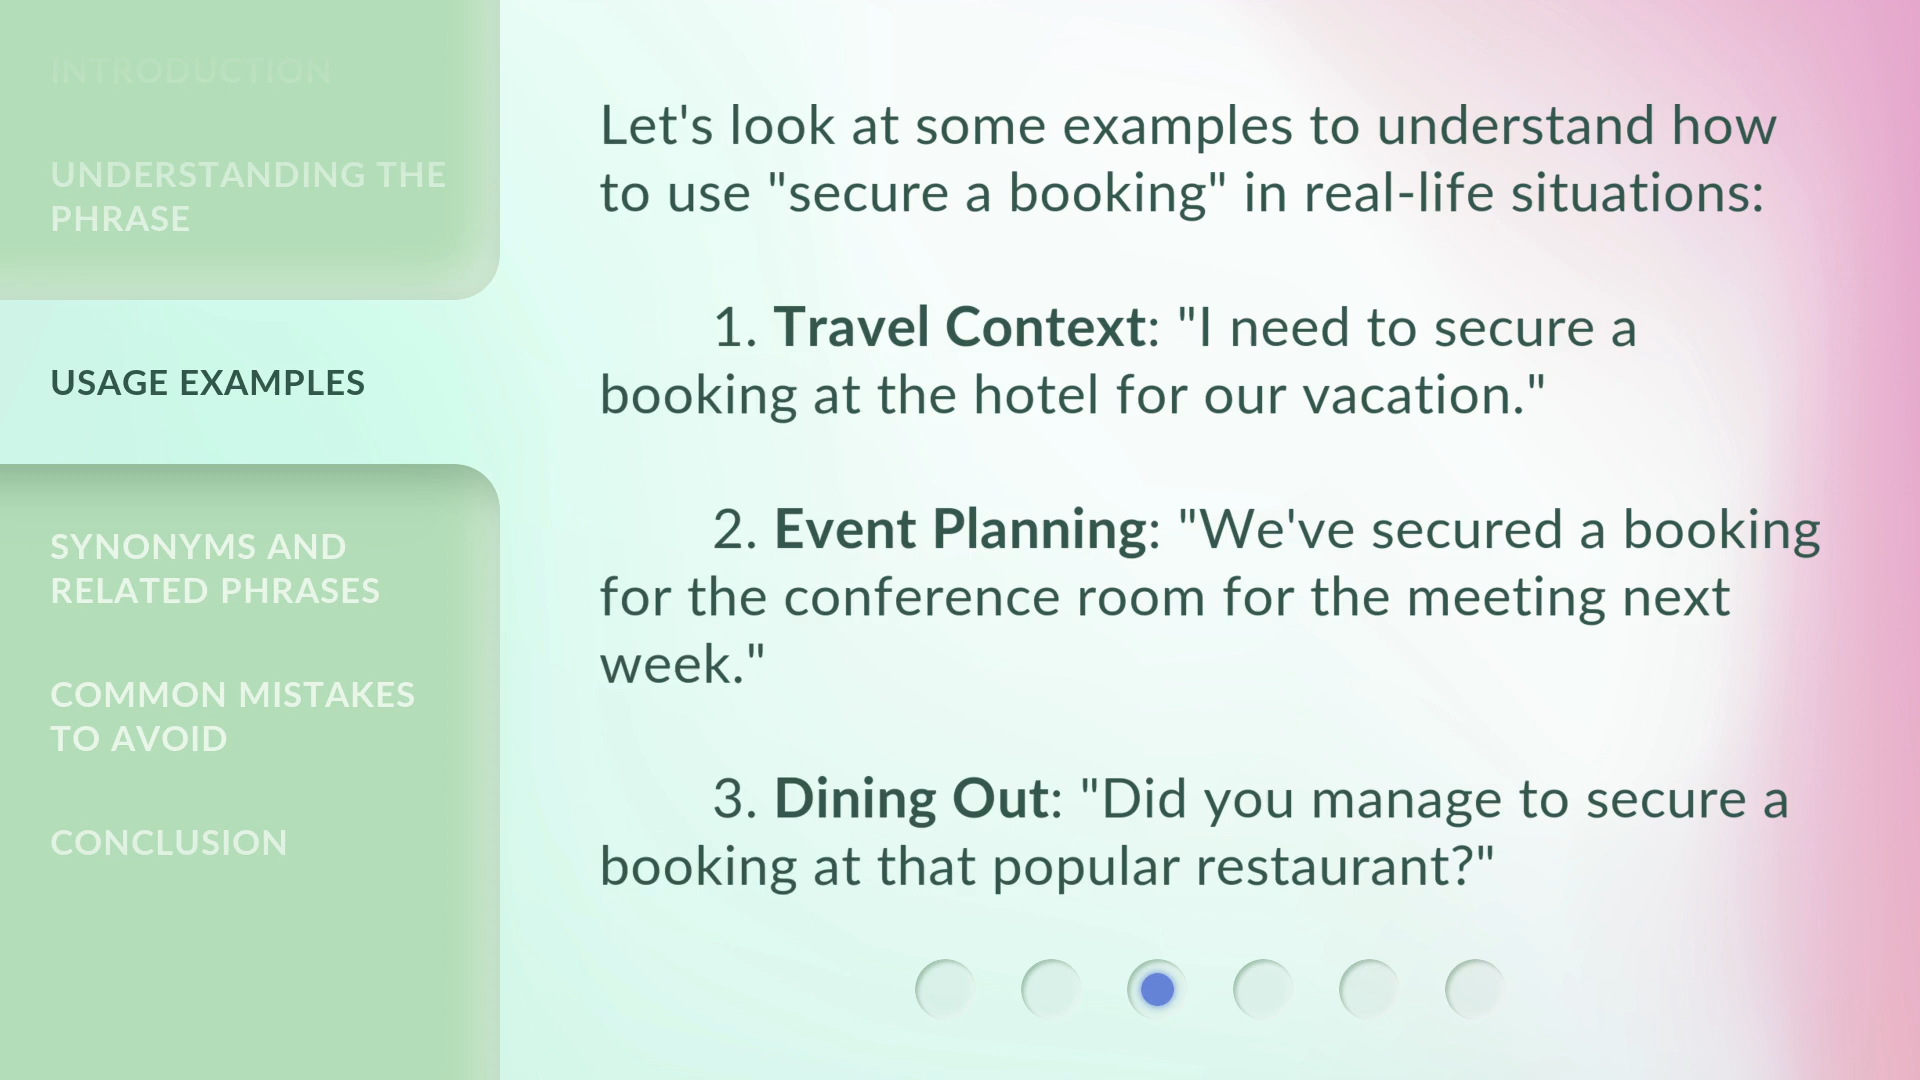 INTRODUCTION
UNDERSTANDING THE
PHRASE
USAGE EXAMPLES
SYNONYMS AND
RELATED PHRASES
COMMON MISTAKES
TO AVOID
CONCLUSION
Let's look at some examples to understand how
to use "secure a booking" in real-life situations:
1. Travel Context: "I need to secure a
booking at the hotel for our vacation."
2. Event Planning: "We've secured a booking
for the conference room for the meeting next
week."
3. Dining Out: "Did you manage to secure a
booking at that popular restaurant?"